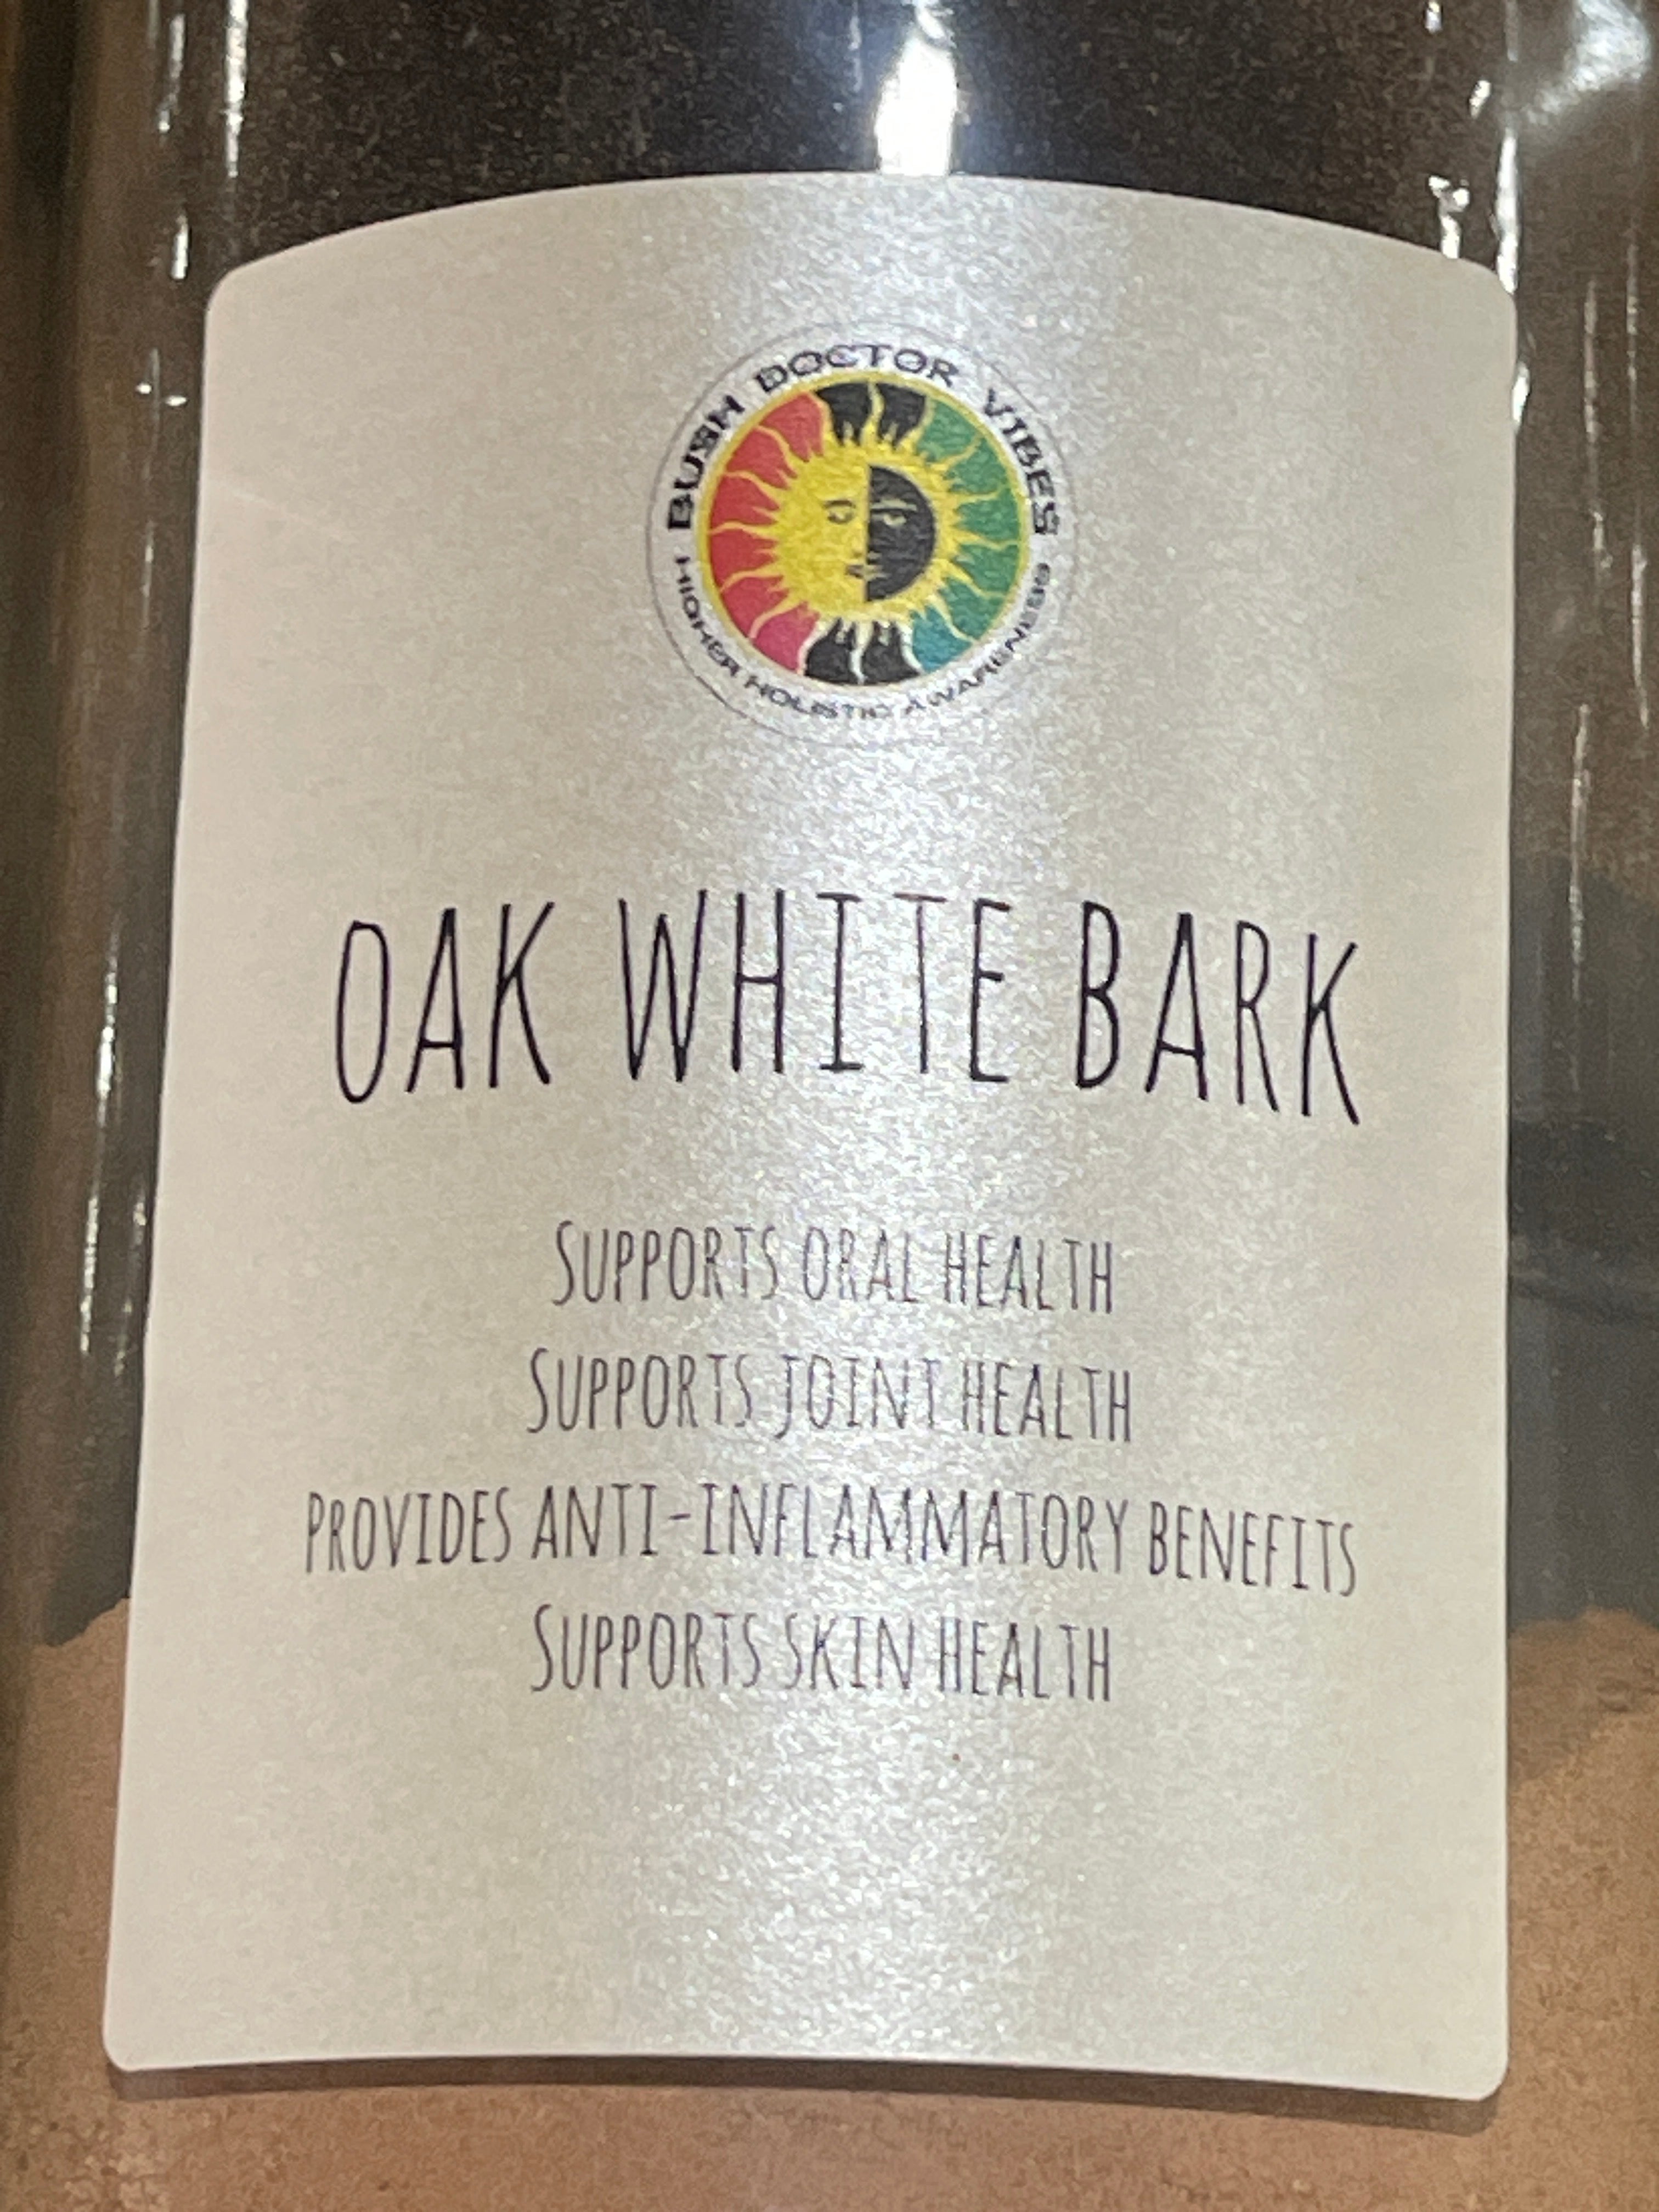 BUSH DOCTOR VIBES
HIGHER HOLISTIC AWARENESS
OAK WHITE BARK
SUPPORTS ORAL HEALTH
SUPPORTS JOINT HEALTH
PROVIDES ANTI-INFLAMMATORY BENEFITS
SUPPORTS SKIN HEALTH